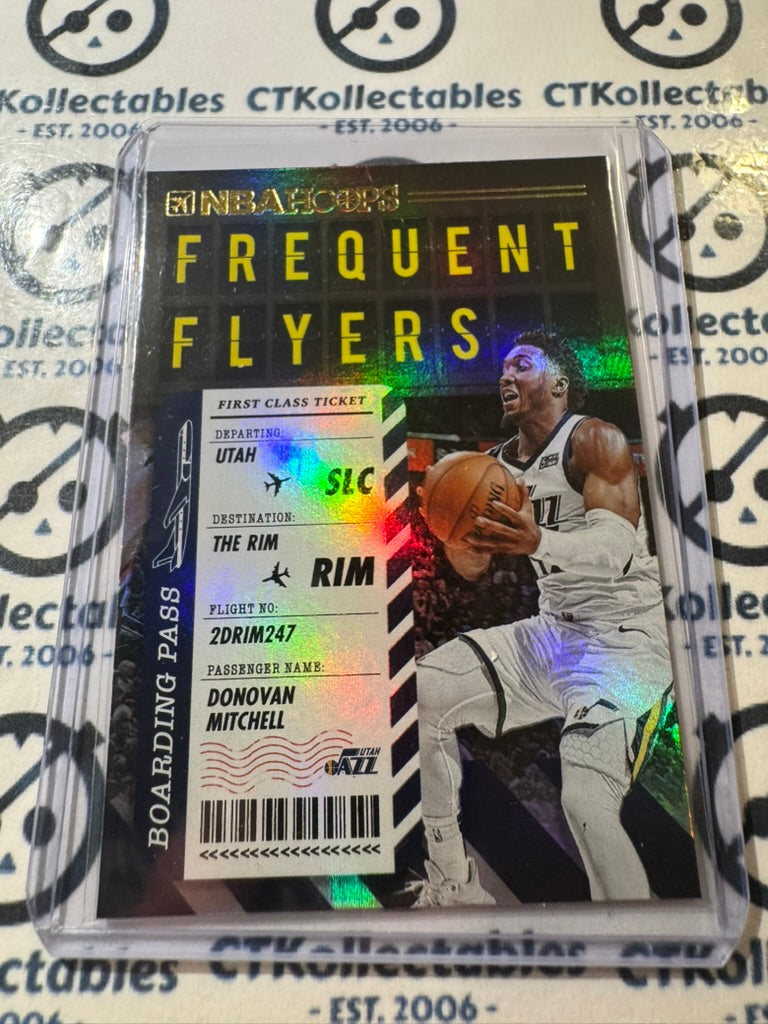 CTKollectables CTKollectables CTKollectables
- EST. 2006 - - EST. 2006 - - EST. 2006 -
NBA HOOPS
FREQUENT
FLYERS
FIRST CLASS TICKET
DEPARTING:
UTAH
SLC
DESTINATION:
THE RIM
RIM
FLIGHT NO:
2DRIM247
PASSENGER NAME:
DONOVAN
MITCHELL
UTAH
JAZZ
BOARDING PASS
SPALDING
CTKollectables
- EST. 2006 -